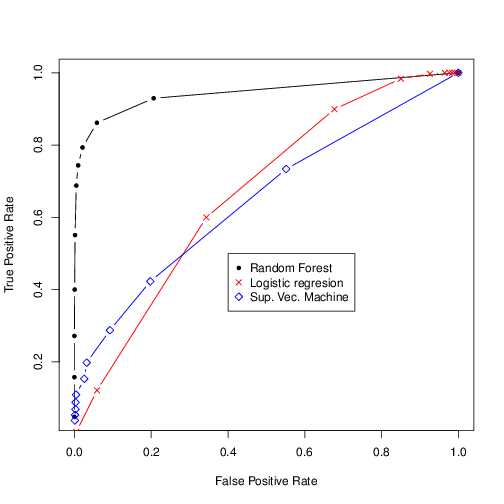 1.0
0.8
0.6
0.4
0.2
True Positive Rate
Random Forest
Logistic regresion
Sup. Vec. Machine
0.0 0.2 0.4 0.6 0.8 1.0
False Positive Rate